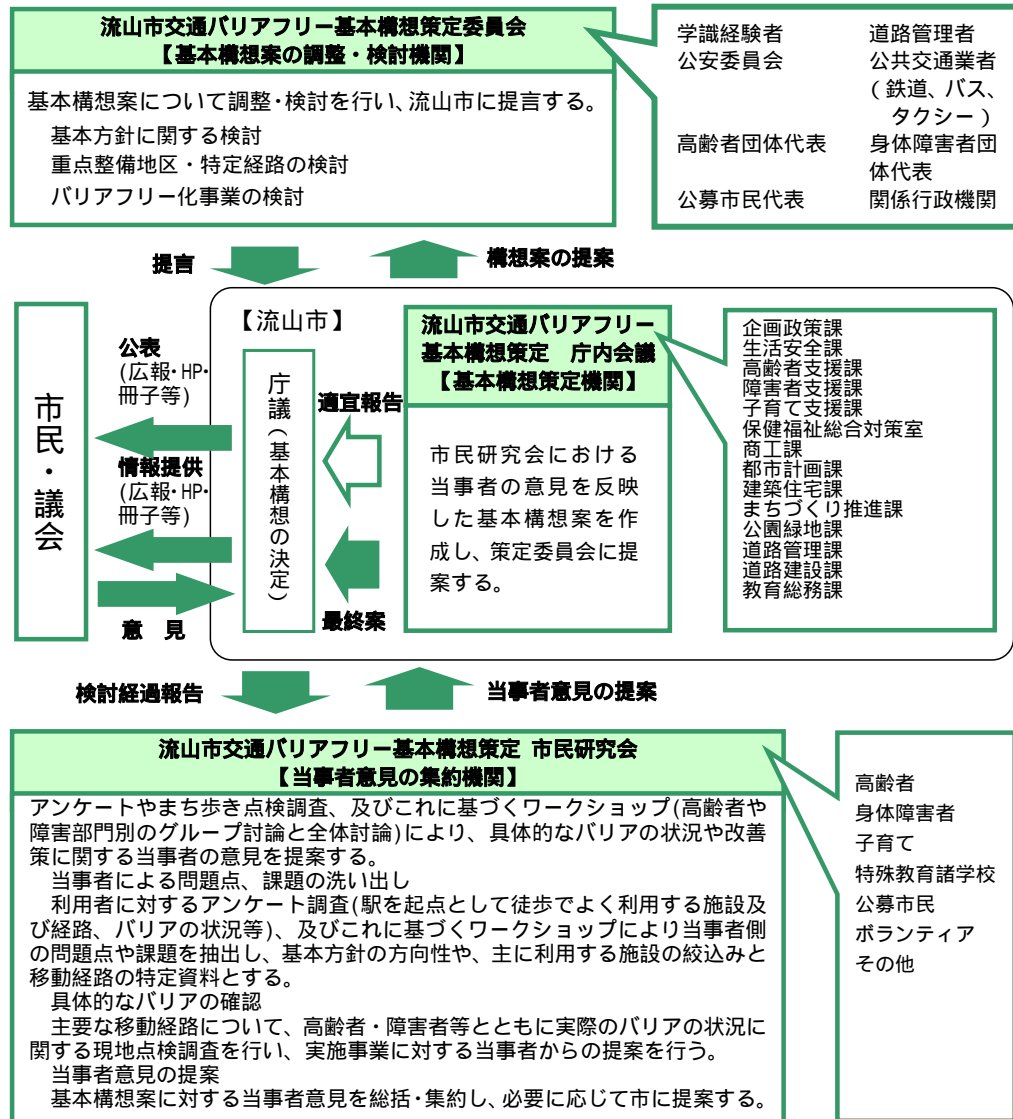 流山市交通バリアフリー基本構想策定委員会
【基本構想案の調整・検討機関】
基本構想案について調整・検討を行い、流山市に提言する。
基本方針に関する検討
重点整備地区・特定経路の検討
バリアフリー化事業の検討
学識経験者 道路管理者
公安委員会 公共交通業者
(鉄道、バス、
タクシー)
高齢者団体代表 身体障害者団
体代表
公募市民代表 関係行政機関
提言
構想案の提案
市民・議会
公表
(広報・HP・
冊子等)
情報提供
(広報・HP・
冊子等)
意 見
【流山市】
庁議(基本構想の決定)
適宜報告
最終案
流山市交通バリアフリー
基本構想策定 庁内会議
【基本構想策定機関】
市民研究会における
当事者の意見を反映
した基本構想案を作
成し、策定委員会に提
案する。
企画政策課
生活安全課
高齢者支援課
障害者支援課
子育て支援課
保健福祉総合対策室
商工課
都市計画課
建築住宅課
まちづくり推進課
公園緑地課
道路管理課
道路建設課
教育総務課
検討経過報告
当事者意見の提案
流山市交通バリアフリー基本構想策定 市民研究会
【当事者意見の集約機関】
アンケートやまち歩き点検調査、及びこれに基づくワークショップ(高齢者や
障害部門別のグループ討論と全体討論)により、具体的なバリアの状況や改善
策に関する当事者の意見を提案する。
当事者による問題点、課題の洗い出し
利用者に対するアンケート調査(駅を起点として徒歩でよく利用する施設及
び経路、バリアの状況等)、及びこれに基づくワークショップにより当事者側
の問題点や課題を抽出し、基本方針の方向性や、主に利用する施設の絞込みと
移動経路の特定資料とする。
具体的なバリアの確認
主要な移動経路について、高齢者・障害者等とともに実際のバリアの状況に
関する現地点検調査を行い、実施事業に対する当事者からの提案を行う。
当事者意見の提案
基本構想案に対する当事者意見を総括・集約し、必要に応じて市に提案する。
高齢者
身体障害者
子育て
特殊教育諸学校
公募市民
ボランティア
その他